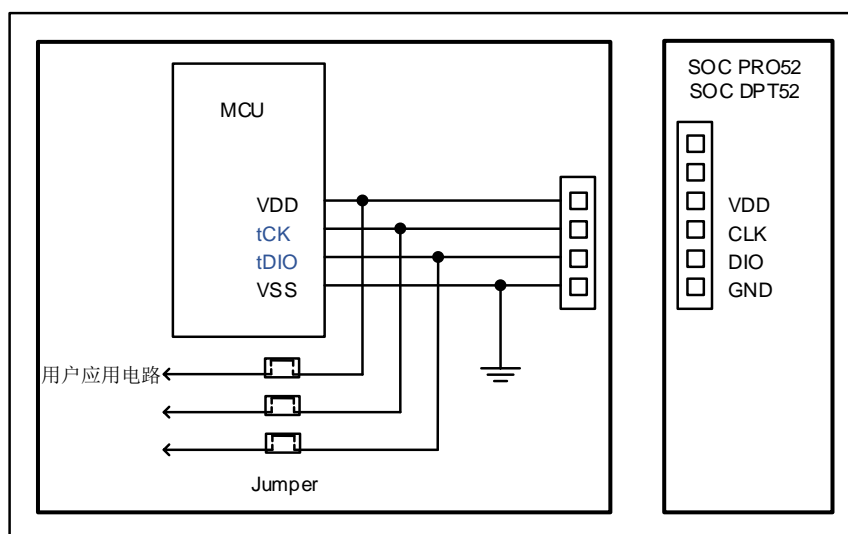 SOC PRO52
SOC DPT52
MCU
VDD
tCK
tDIO
VSS
VDD
CLK
DIO
GND
用户应用电路
Jumper